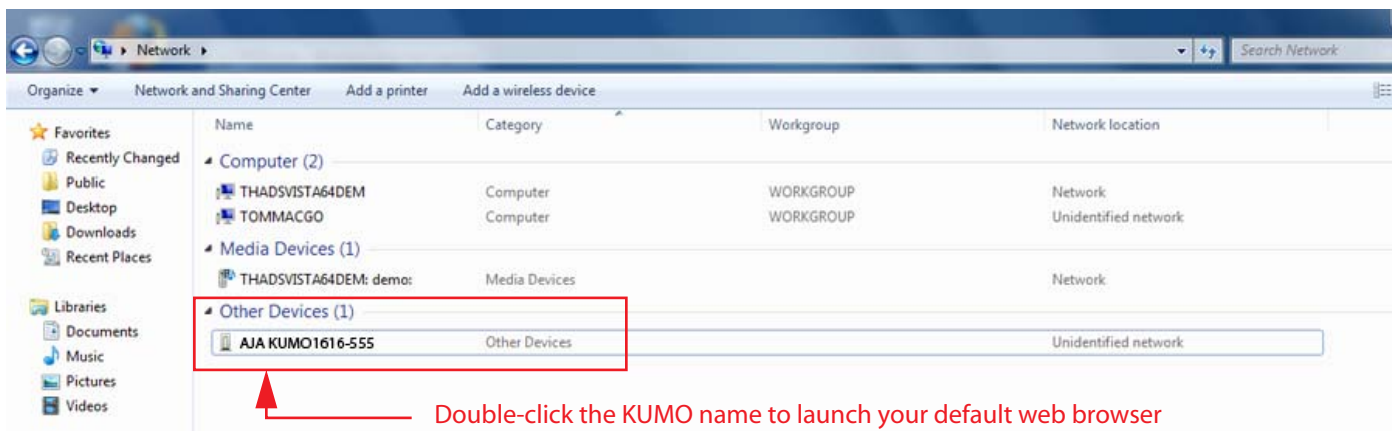 Network
Search Network
Organize Network and Sharing Center Add a printer Add a wireless device
Name Category Workgroup Network location
Favorites
Recently Changed
Public
Desktop
Downloads
Recent Places
Libraries
Documents
Music
Pictures
Videos
Computer (2)
THADSVISTA64DEM Computer WORKGROUP Network
TOMMACGO Computer WORKGROUP Unidentified network
Media Devices (1)
THADSVISTA64DEM: demo: Media Devices Network
Other Devices (1)
AJA KUMO1616-555 Other Devices Unidentified network
Double-click the KUMO name to launch your default web browser